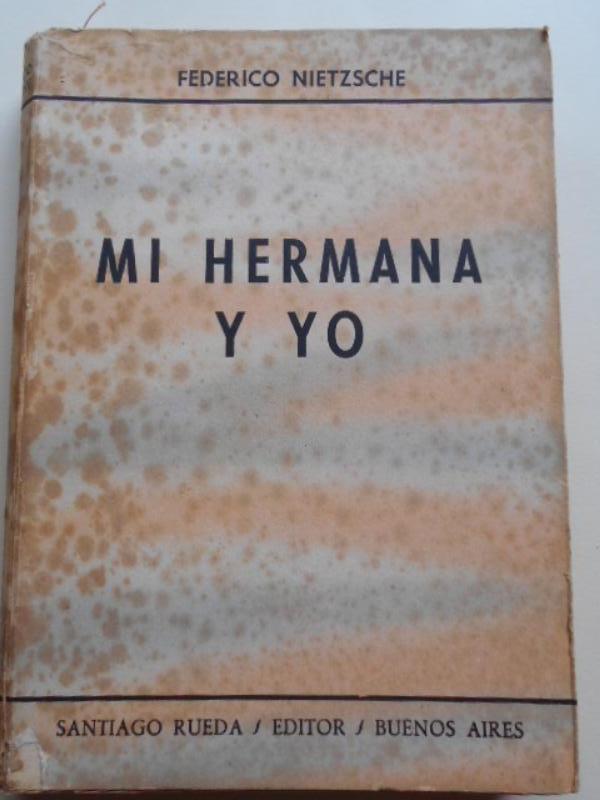 FEDERICO NIETZSCHE
MI HERMANA
Y YO
SANTIAGO RUEDA / EDITOR / BUENOS AIRES